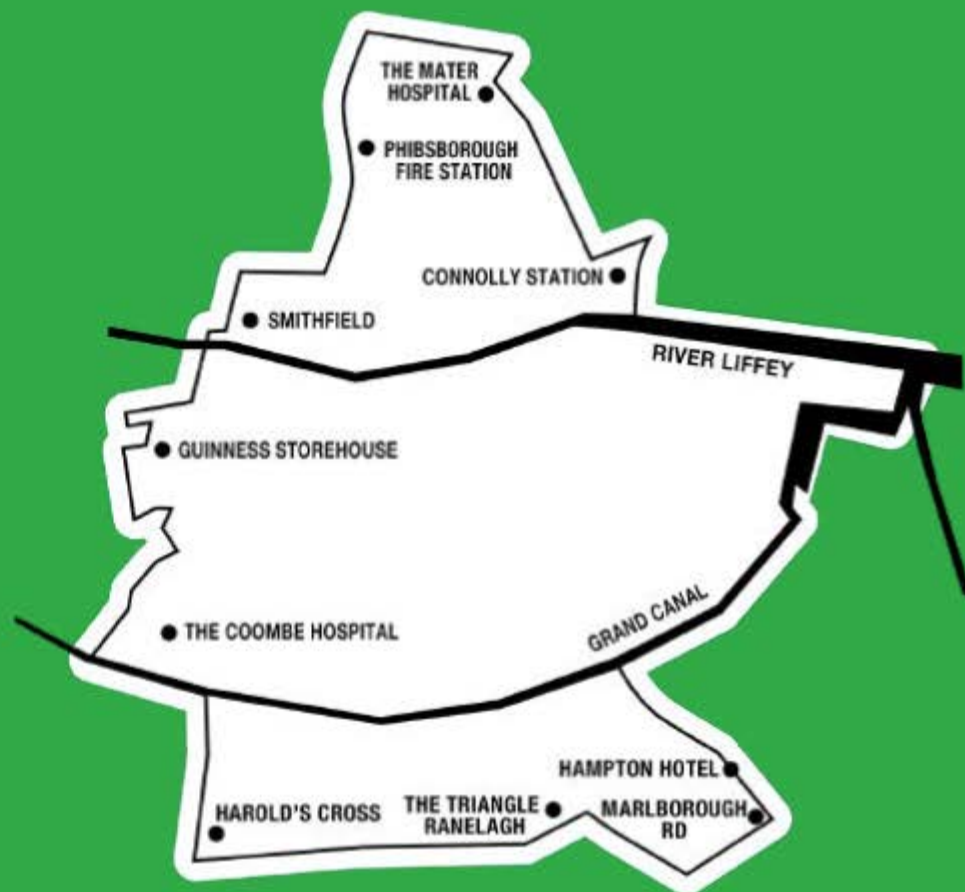 THE MATER
HOSPITAL
PHIBSBOROUGH
FIRE STATION
CONNOLLY STATION
SMITHFIELD
RIVER LIFFEY
GUINNESS STOREHOUSE
GRAND CANAL
THE COOMBE HOSPITAL
HAMPTON HOTEL
HAROLD'S CROSS
THE TRIANGLE
RANELAGH
MARLBOROUGH
RD